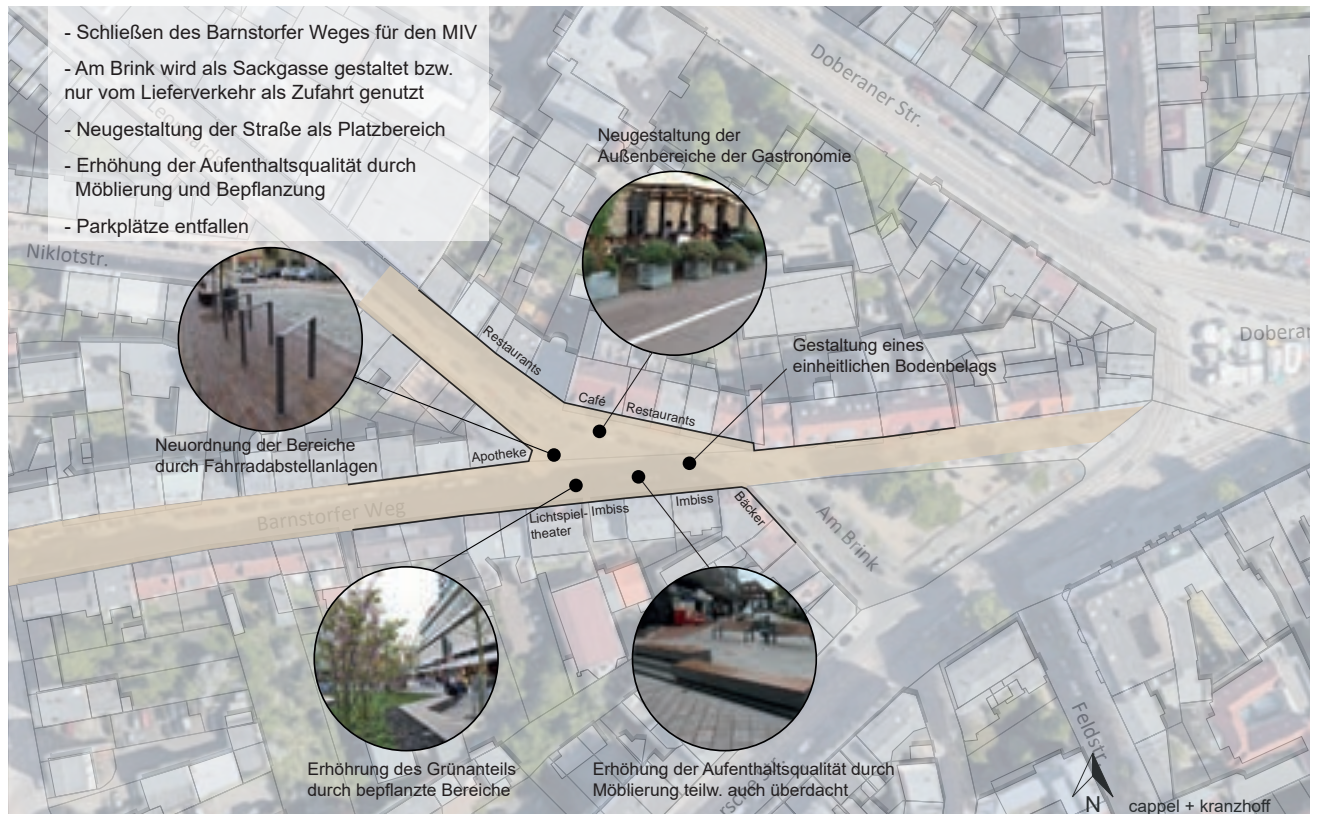 - Schließen des Barnstorfer Weges für den MIV
- Am Brink wird als Sackgasse gestaltet bzw.
nur vom Lieferverkehr als Zufahrt genutzt
- Neugestaltung der Straße als Platzbereich
- Erhöhung der Aufenthaltsqualität durch
Möblierung und Bepflanzung
- Parkplätze entfallen
Doberaner Str.
Neugestaltung der
Außenbereiche der Gastronomie
Niklotstr.
Restaurants
Gestaltung eines
einheitlichen Bodenbelags
Café
Restaurants
Apotheke
Neuordnung der Bereiche
durch Fahrradabstellanlagen
Barnstorfer Weg
Lichtspiel-
theater
Imbiss
Imbiss
Bäcker
Am Brink
Feldstr.
Erhöhrung des Grünanteils
durch bepflanzte Bereiche
Erhöhung der Aufenthaltsqualität durch
Möblierung teilw. auch überdacht
N
cappel + kranzhoff